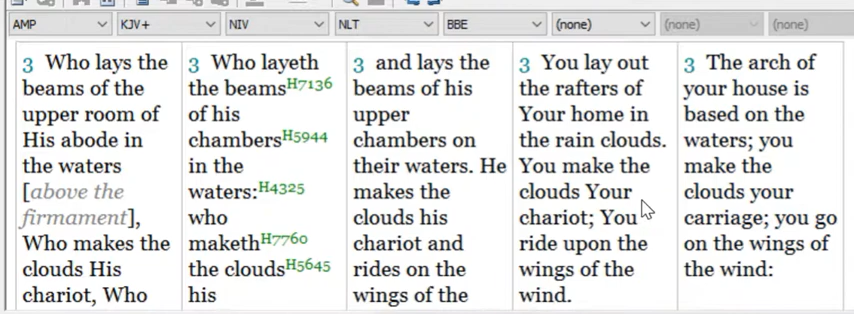 AMP KJV+ NIV NLT BBE (none) (none) (none)
3 Who lays the
beams of the
upper room of
His abode in
the waters
[above the
firmament],
Who makes the
clouds His
chariot, Who
3 Who layeth
the beamsH7136
of his
chambersH5944
in the
waters:H4325
who
makethH7760
the cloudsH5645
his
3 and lays the
beams of his
upper
chambers on
their waters. He
makes the
clouds his
chariot and
rides on the
wings of the
3 You lay out
the rafters of
Your home in
the rain clouds.
You make the
clouds Your
chariot; You
ride upon the
wings of the
wind.
3 The arch of
your house is
based on the
waters; you
make the
clouds your
carriage; you go
on the wings of
the wind: